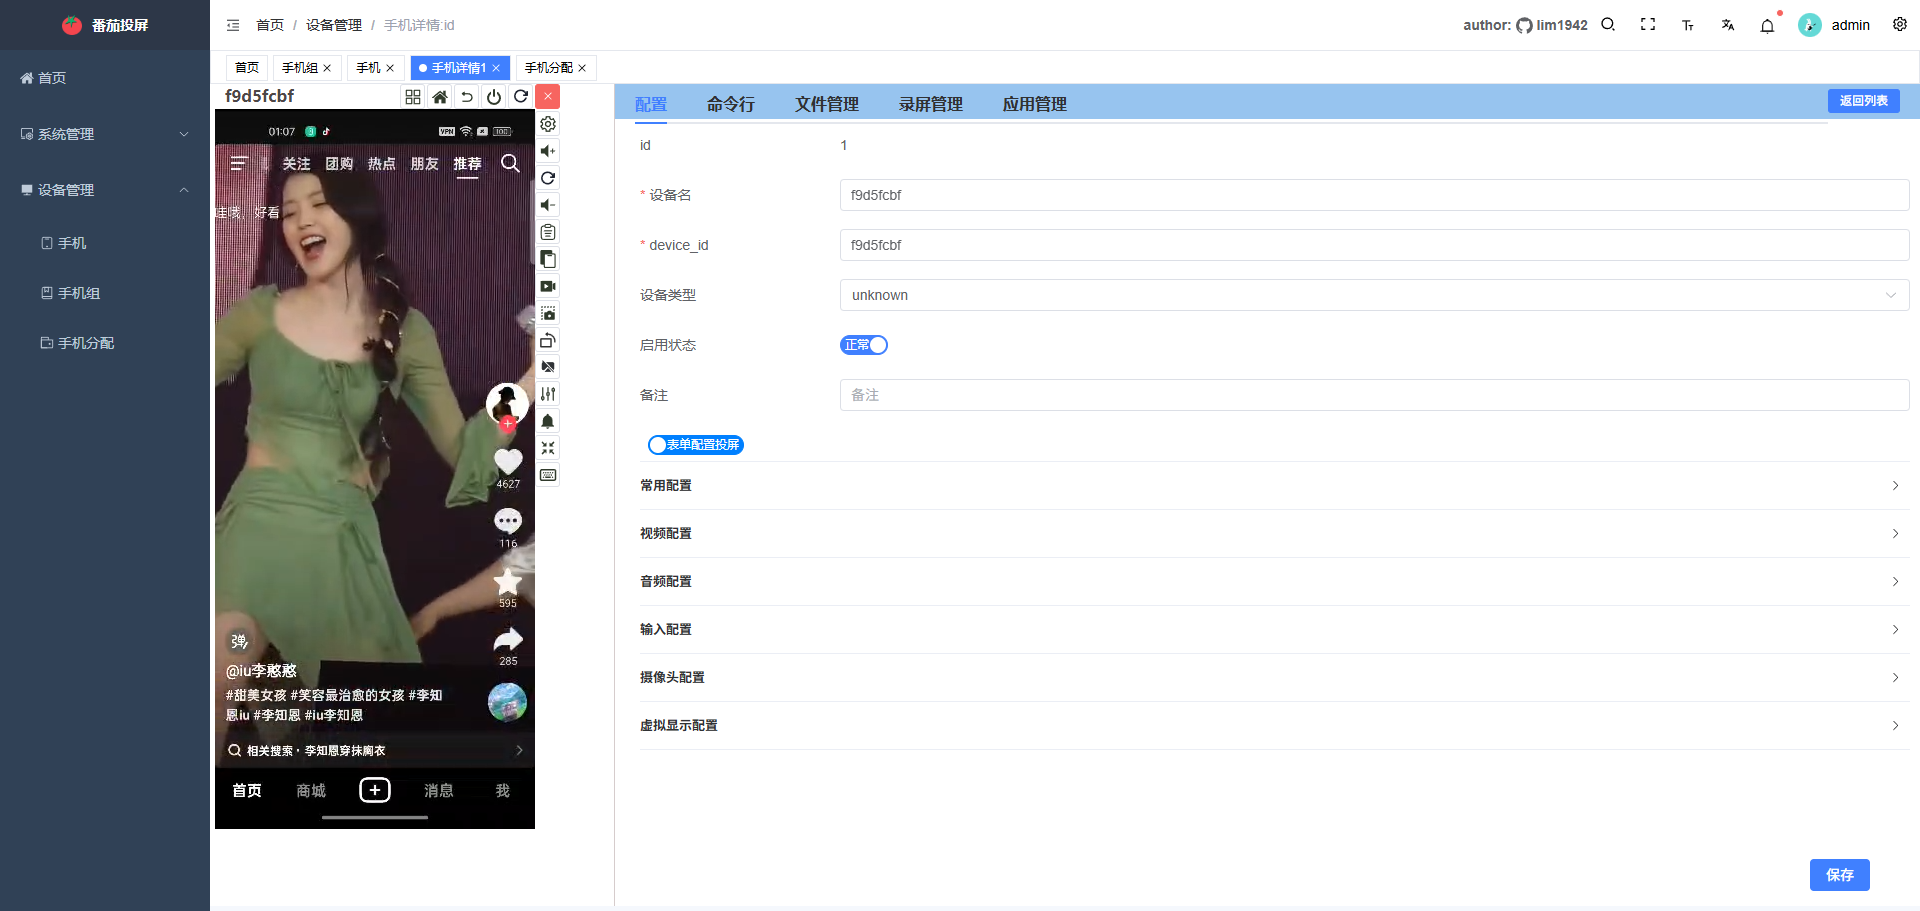 番茄投屏
首页 / 设备管理 / 手机详情:id
author: lim1942
admin
首页
系统管理
设备管理
手机
手机组
手机分配
首页
手机组
手机
手机详情1
手机分配
f9d5fcbf
01:07
VPN
100
关注 团购 热点 朋友 推荐
哇哦，好看
4627
116
595
285
弹
@iu李憨憨
#甜美女孩 #笑容最治愈的女孩 #李知
恩iu #李知恩 #iu李知恩
相关搜索 · 李知恩穿抹胸衣
首页 商城 消息 我
配置 命令行 文件管理 录屏管理 应用管理
返回列表
id 1
* 设备名 f9d5fcbf
* device_id f9d5fcbf
设备类型 unknown
启用状态 正常
备注 备注
表单配置投屏
常用配置
视频配置
音频配置
输入配置
摄像头配置
虚拟显示配置
保存